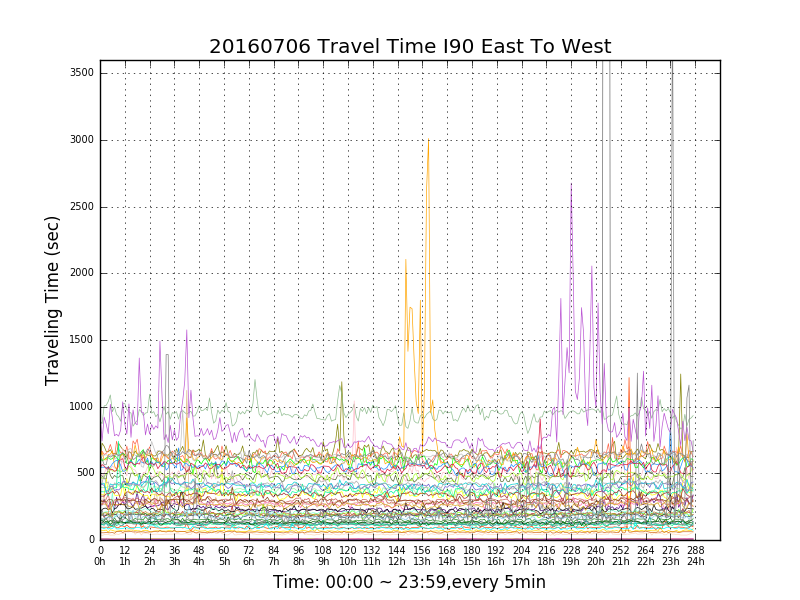 20160706 Travel Time I90 East To West
Traveling Time (sec)
3500
3000
2500
2000
1500
1000
500
0
0 12 24 36 48 60 72 84 96 108 120 132 144 156 168 180 192 204 216 228 240 252 264 276 288
0h 1h 2h 3h 4h 5h 6h 7h 8h 9h 10h 11h 12h 13h 14h 15h 16h 17h 18h 19h 20h 21h 22h 23h 24h
Time: 00:00 ~ 23:59,every 5min